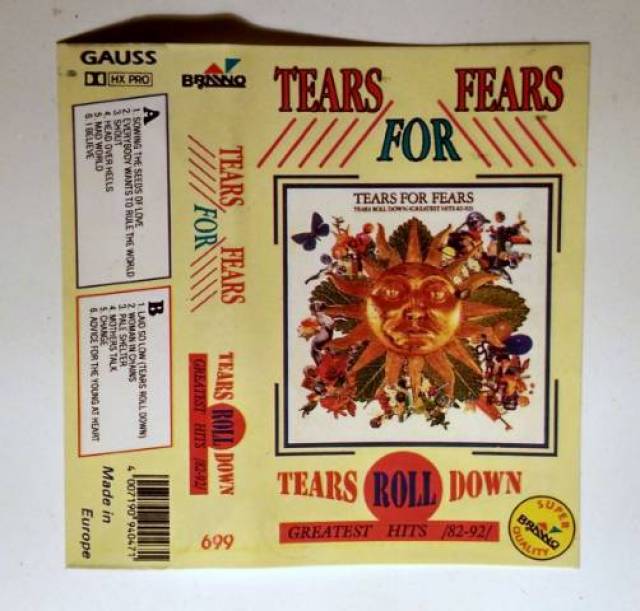 GAUSS
HX PRO
A
1. SOWING THE SEEDS OF LOVE
2. EVERYBODY WANTS TO RULE THE WORLD
3. SHOUT
4. HEAD OVER HEELS
5. MAD WORLD
6. I BELIEVE
B
1. LAID SO LOW (TEARS ROLL DOWN)
2. WOMAN IN CHAINS
3. PALE SHELTER
4. MOTHERS TALK
5. CHANGE
6. ADVICE FOR THE YOUNG AT HEART
Made in
Europe
4 007190 940471
BRAVO
TEARS FEARS
FOR
TEARS ROLL DOWN
GREATEST HITS /82-92/
699
TEARS FEARS
FOR
TEARS FOR FEARS
TEARS ROLL DOWN (GREATEST HITS 82-92)
TEARS ROLL DOWN
GREATEST HITS /82-92/
SUPER
BRAVO
QUALITY